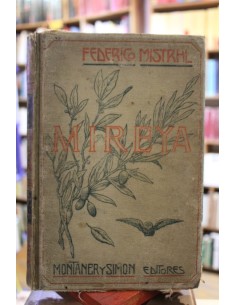 FEDERICO MISTRAL
MIREYA
MONTANER Y SIMON EDITORES